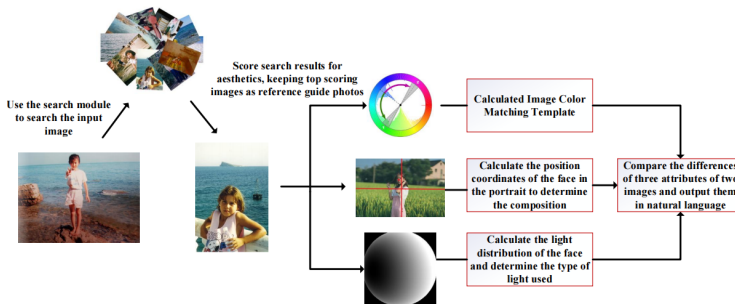 Use the search module
to search the input
image
Score search results for
aesthetics, keeping top scoring
images as reference guide photos
Calculated Image Color
Matching Template
Calculate the position
coordinates of the face in
the portrait to determine
the composition
Calculate the light
distribution of the face
and determine the type of
light used
Compare the differences
of three attributes of two
images and output them
in natural language